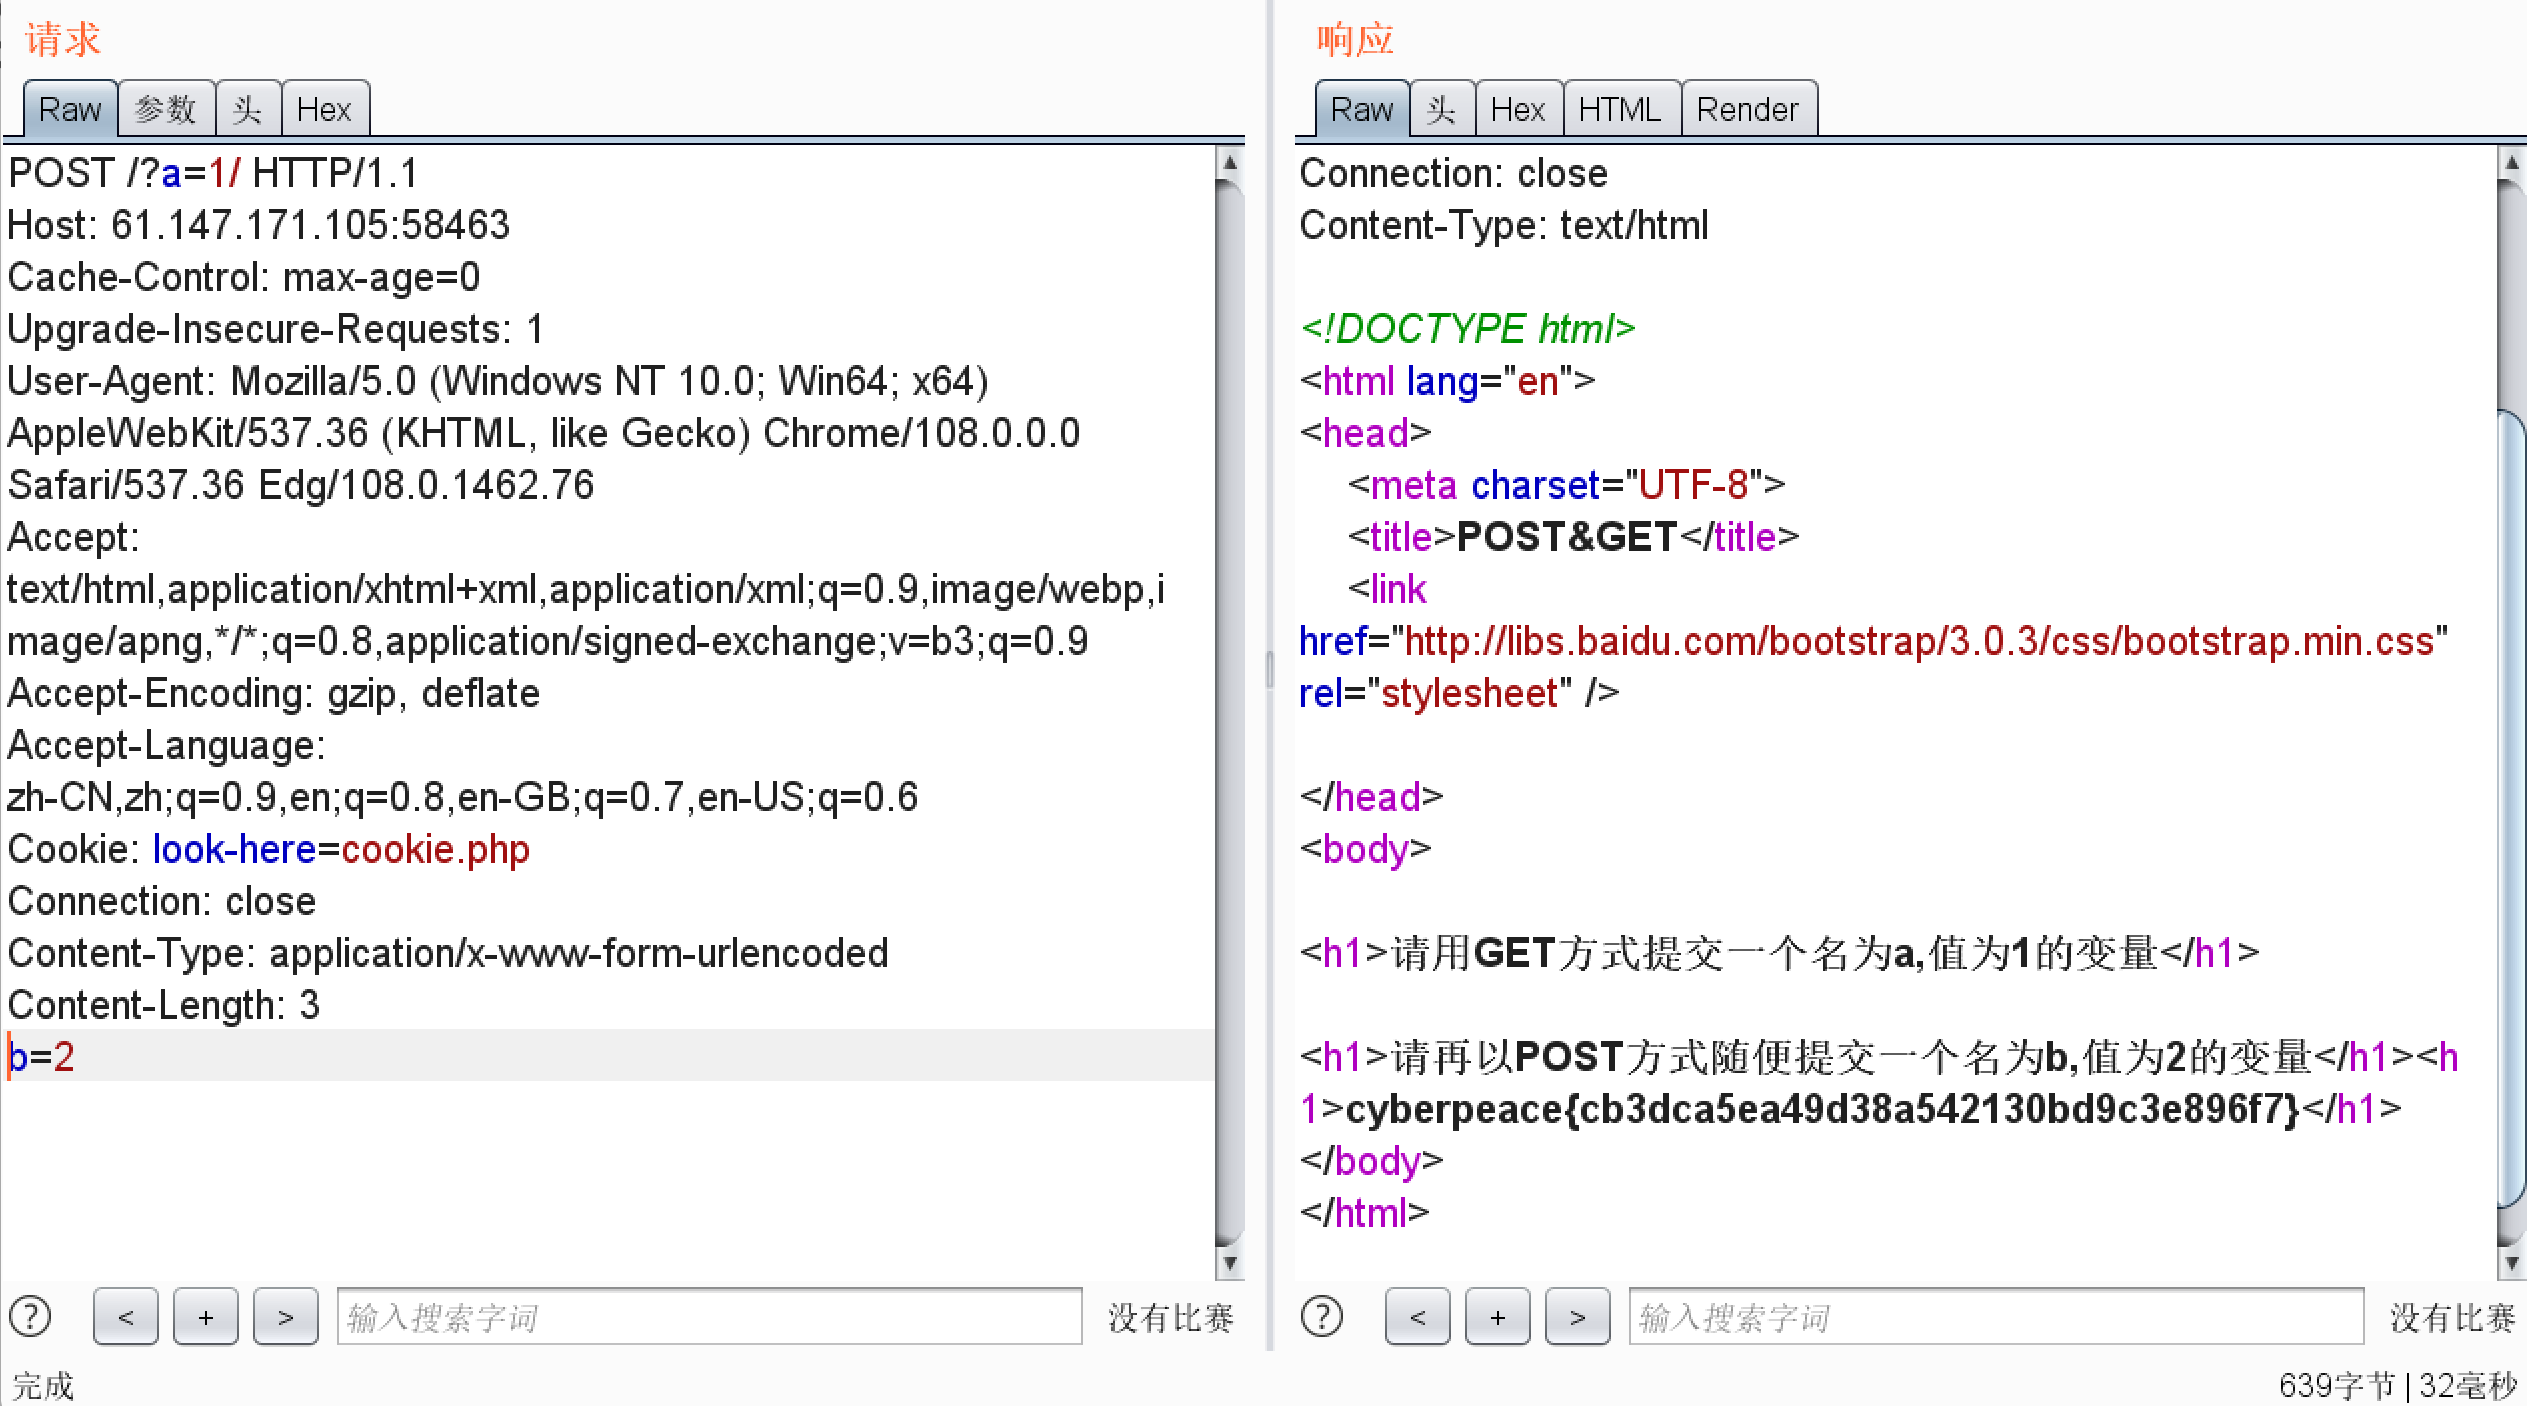 请求
Raw 参数 头 Hex
POST /?a=1/ HTTP/1.1
Host: 61.147.171.105:58463
Cache-Control: max-age=0
Upgrade-Insecure-Requests: 1
User-Agent: Mozilla/5.0 (Windows NT 10.0; Win64; x64)
AppleWebKit/537.36 (KHTML, like Gecko) Chrome/108.0.0.0
Safari/537.36 Edg/108.0.1462.76
Accept:
text/html,application/xhtml+xml,application/xml;q=0.9,image/webp,i
mage/apng,*/*;q=0.8,application/signed-exchange;v=b3;q=0.9
Accept-Encoding: gzip, deflate
Accept-Language:
zh-CN,zh;q=0.9,en;q=0.8,en-GB;q=0.7,en-US;q=0.6
Cookie: look-here=cookie.php
Connection: close
Content-Type: application/x-www-form-urlencoded
Content-Length: 3
b=2
? < + > 输入搜索字词 没有比赛
完成
响应
Raw 头 Hex HTML Render
Connection: close
Content-Type: text/html
<!DOCTYPE html>
<html lang="en">
<head>
<meta charset="UTF-8">
<title>POST&GET</title>
<link
href="http://libs.baidu.com/bootstrap/3.0.3/css/bootstrap.min.css"
rel="stylesheet" />
</head>
<body>
<h1>请用GET方式提交一个名为a,值为1的变量</h1>
<h1>请再以POST方式随便提交一个名为b,值为2的变量</h1><h
1>cyberpeace{cb3dca5ea49d38a542130bd9c3e896f7}</h1>
</body>
</html>
? < + > 输入搜索字词 没有比赛
639字节 | 32毫秒